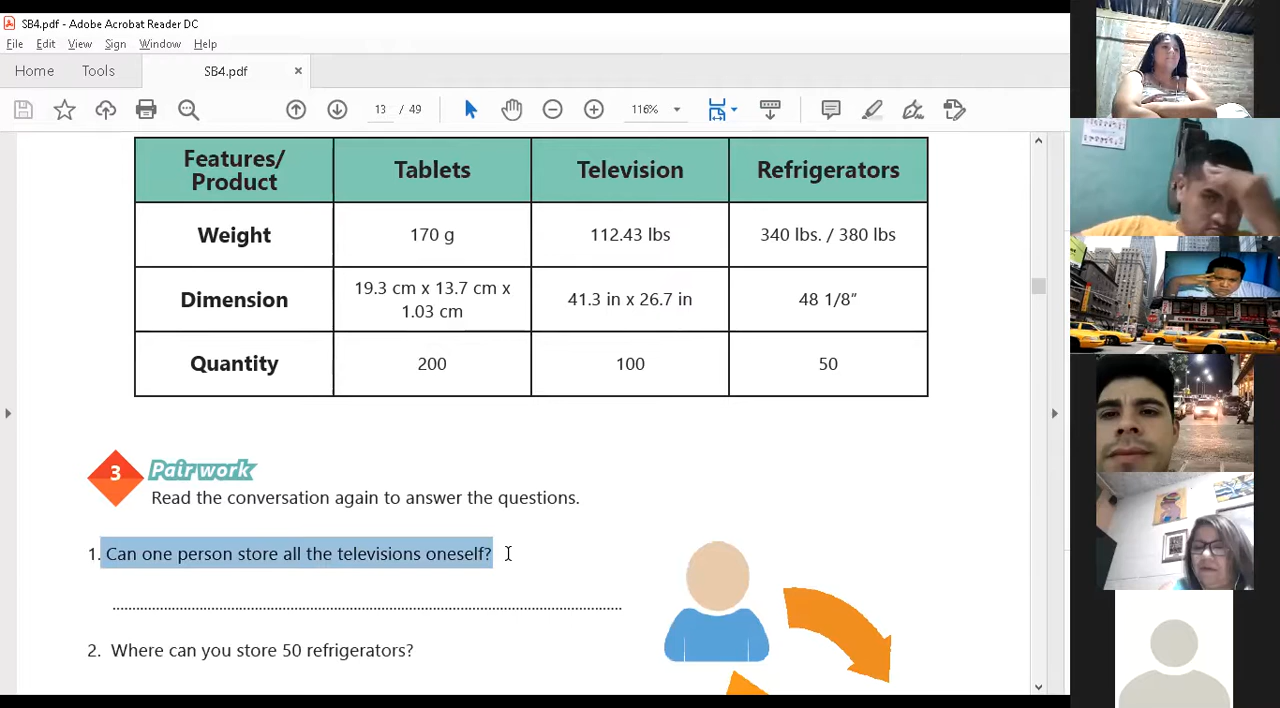 SB4.pdf - Adobe Acrobat Reader DC
File Edit View Sign Window Help
Home Tools SB4.pdf ×
13 / 49 116%
Features/ Product Tablets Television Refrigerators
Weight 170 g 112.43 lbs 340 lbs. / 380 lbs
Dimension 19.3 cm x 13.7 cm x 1.03 cm 41.3 in x 26.7 in 48 1/8”
Quantity 200 100 50
3 Pair work
Read the conversation again to answer the questions.
1. Can one person store all the televisions oneself?
2. Where can you store 50 refrigerators?
CYBER CAFE